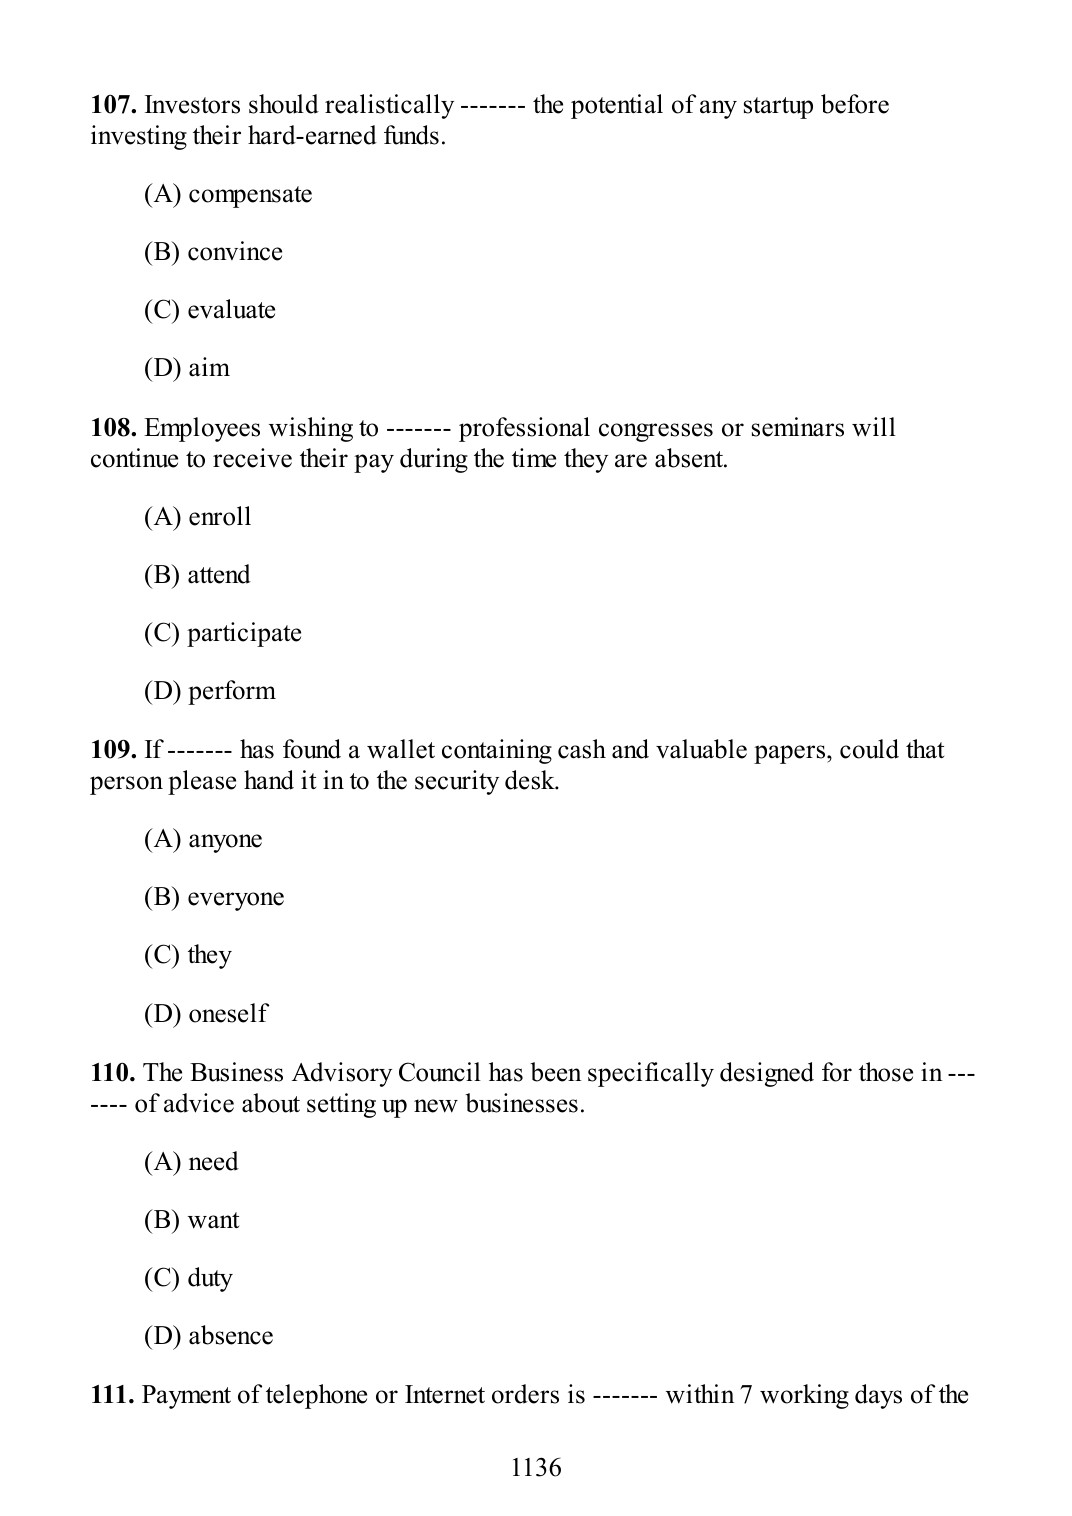 107. Investors should realistically ------- the potential of any startup before
investing their hard-earned funds.
(A) compensate
(B) convince
(C) evaluate
(D) aim
108. Employees wishing to ------- professional congresses or seminars will
continue to receive their pay during the time they are absent.
(A) enroll
(B) attend
(C) participate
(D) perform
109. If ------- has found a wallet containing cash and valuable papers, could that
person please hand it in to the security desk.
(A) anyone
(B) everyone
(C) they
(D) oneself
110. The Business Advisory Council has been specifically designed for those in ---
---- of advice about setting up new businesses.
(A) need
(B) want
(C) duty
(D) absence
111. Payment of telephone or Internet orders is ------- within 7 working days of the
1136